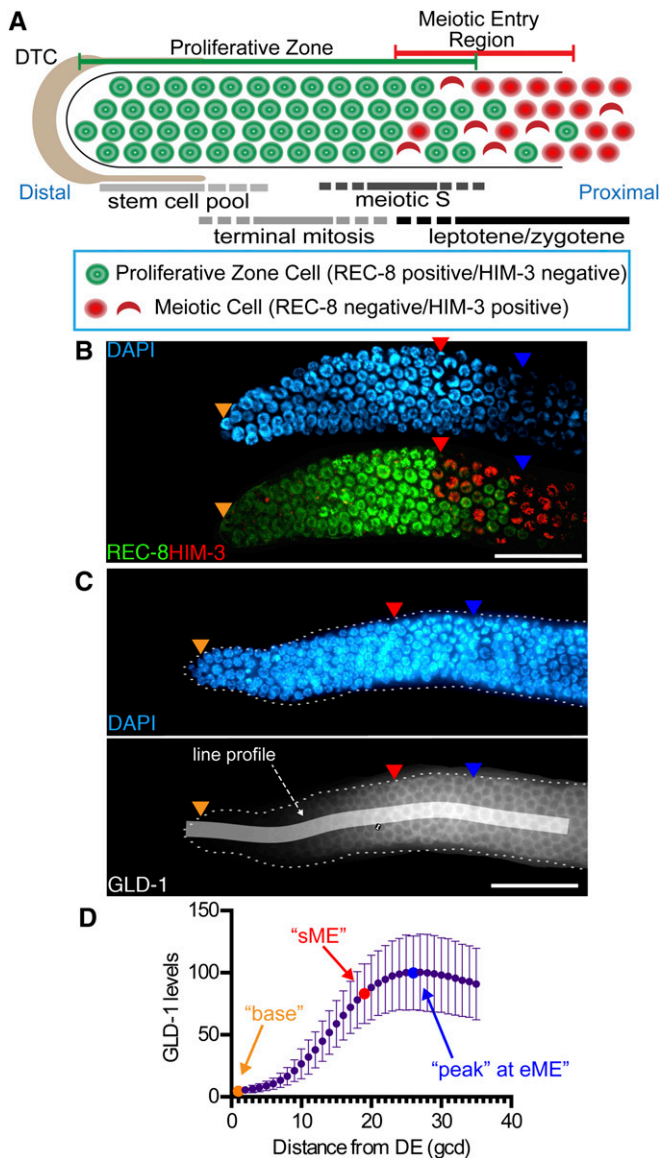 A
Proliferative Zone
Meiotic Entry
Region
DTC
Distal
Proximal
stem cell pool
meiotic S
terminal mitosis
leptotene/zygotene
Proliferative Zone Cell (REC-8 positive/HIM-3 negative)
Meiotic Cell (REC-8 negative/HIM-3 positive)
B
DAPI
REC-8HIM-3
C
DAPI
line profile
GLD-1
D
150
100
50
0
GLD-1 levels
"base"
"sME"
"peak" at eME"
0
10
20
30
40
Distance from DE (gcd)